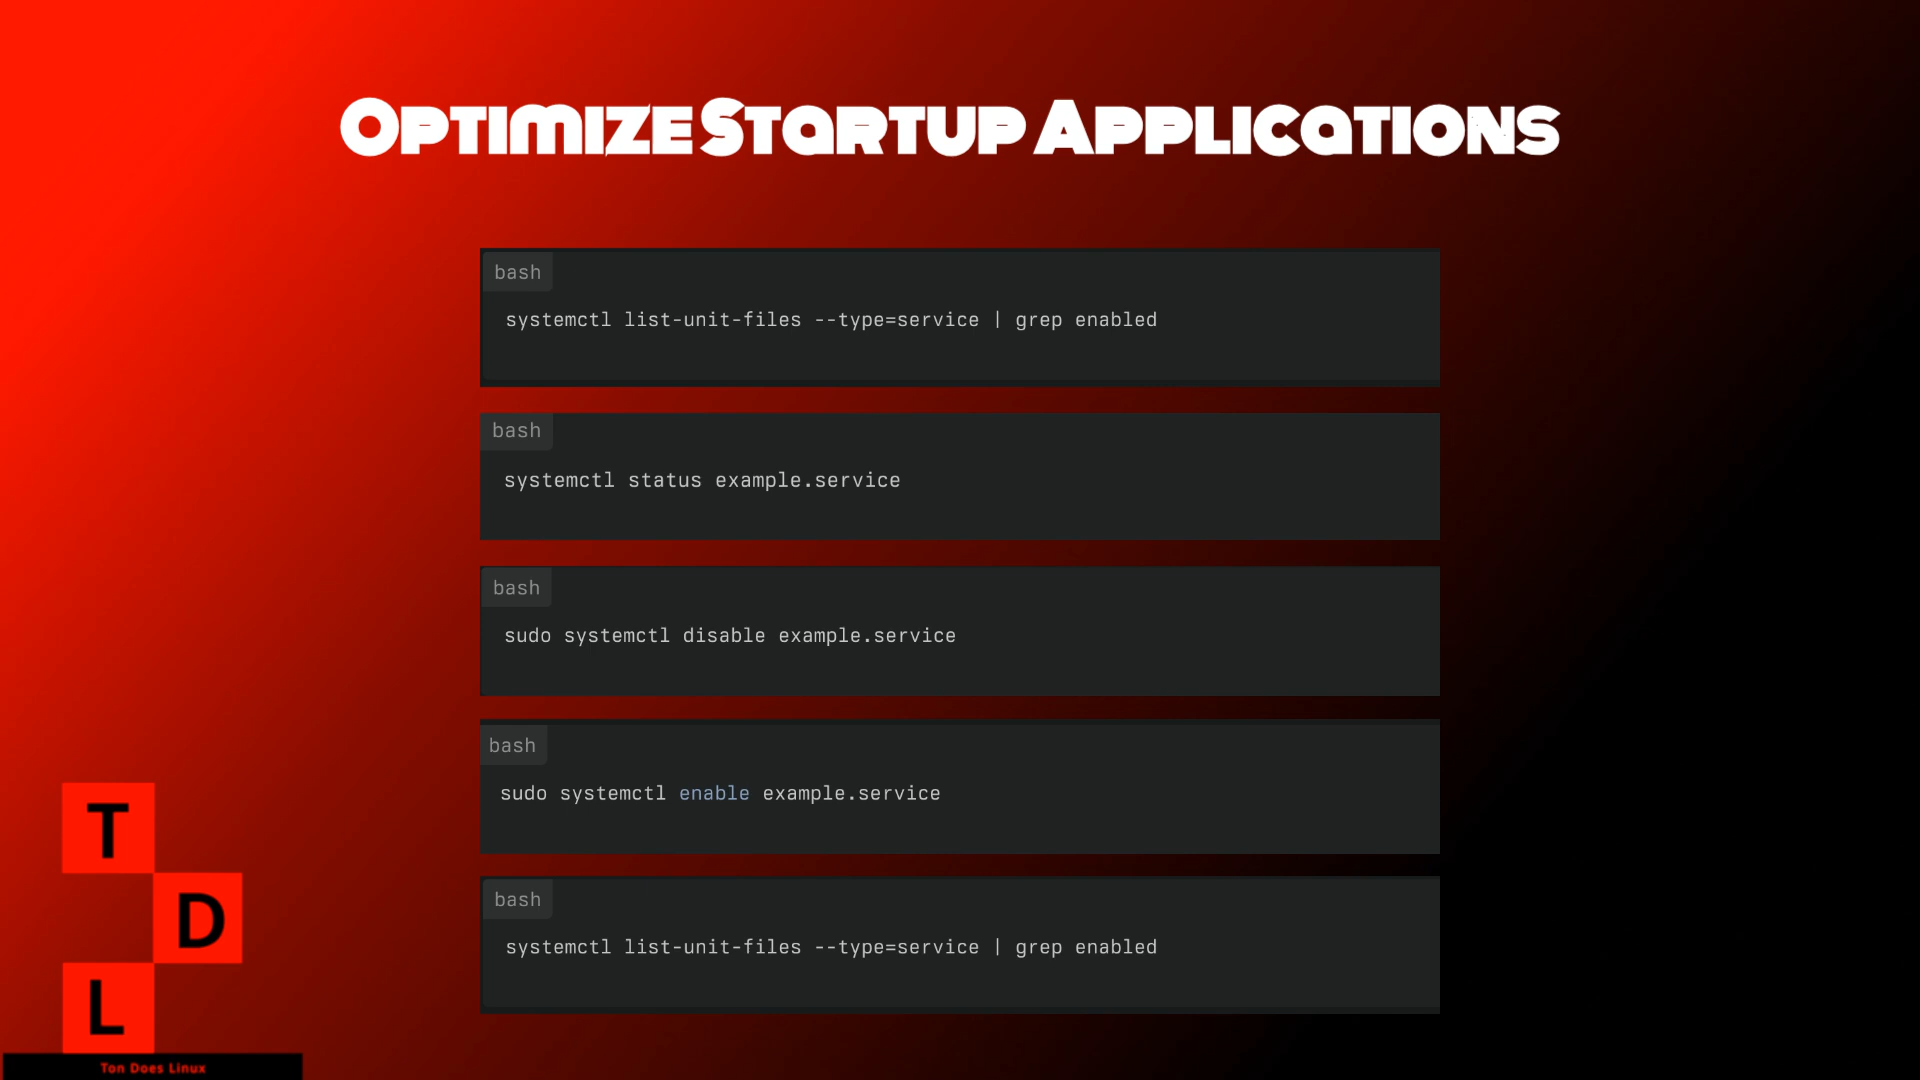 Optimize Startup Applications
bash
systemctl list-unit-files --type=service | grep enabled
bash
systemctl status example.service
bash
sudo systemctl disable example.service
bash
sudo systemctl enable example.service
bash
systemctl list-unit-files --type=service | grep enabled
T
D
L
Ton Does Linux